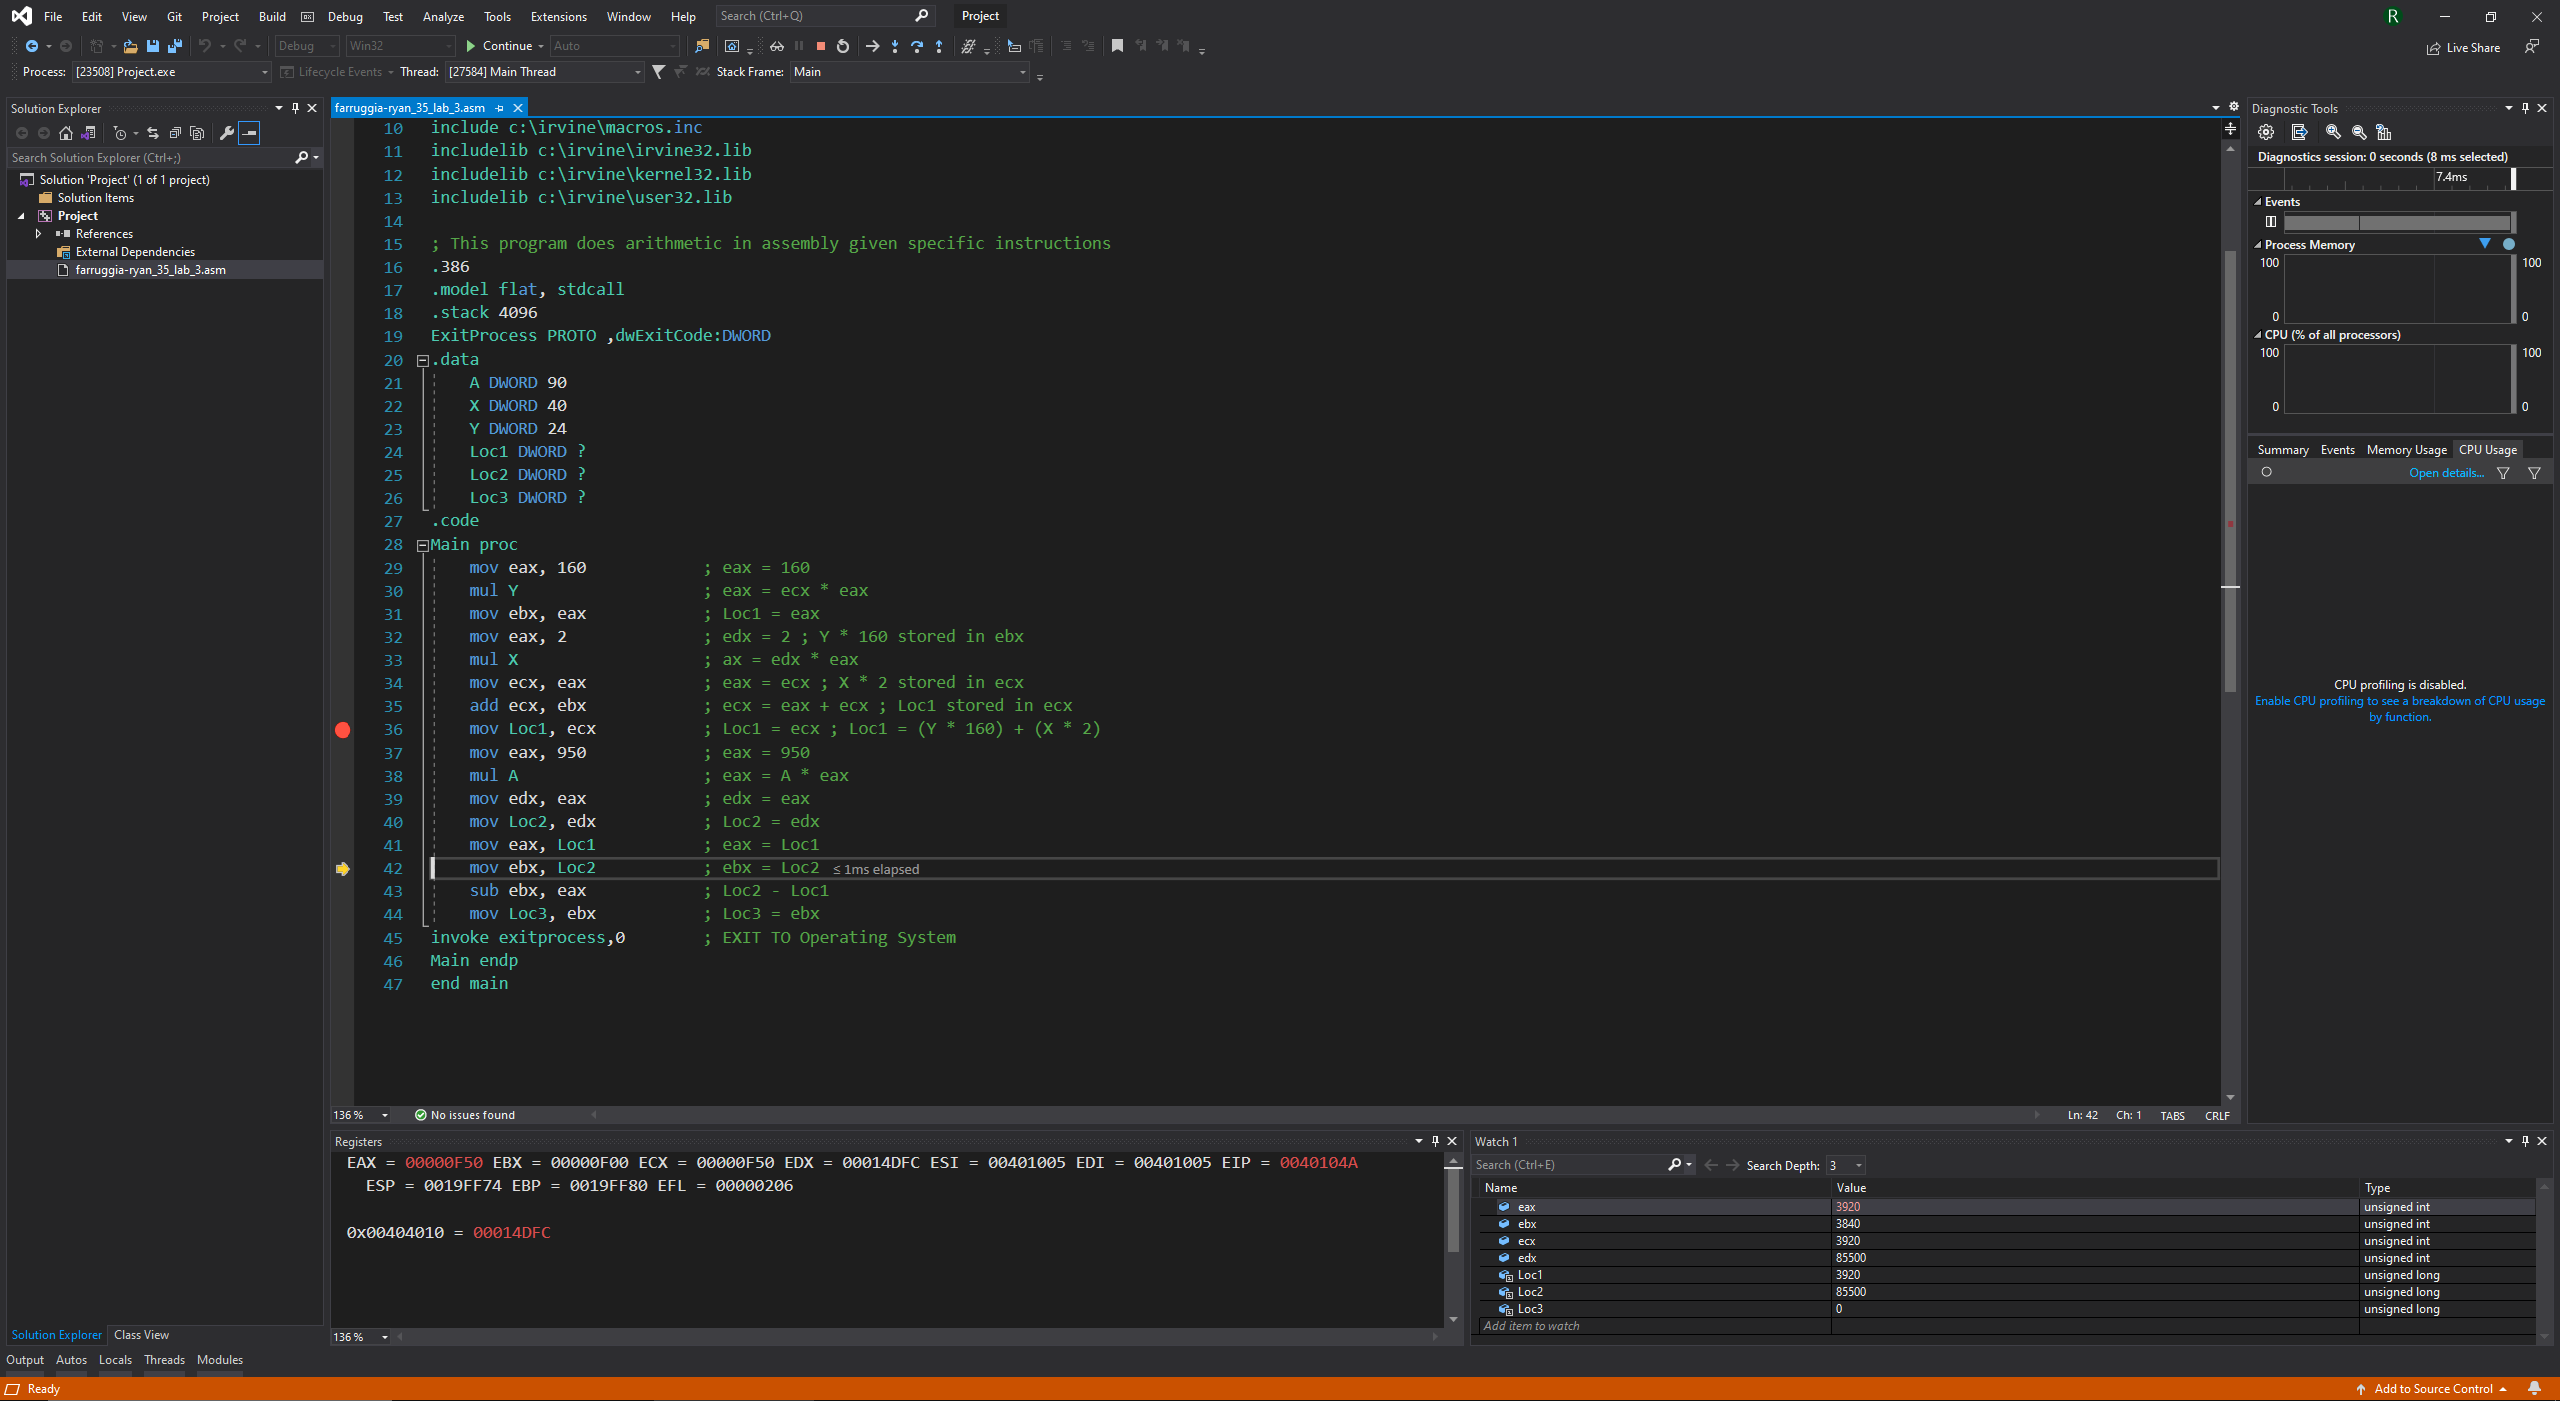 File Edit View Git Project Build Debug Test Analyze Tools Extensions Window Help Search (Ctrl+Q) Project R
Debug Win32 Continue Auto Live Share
Process: [23508] Project.exe Lifecycle Events Thread: [27584] Main Thread Stack Frame: Main
Solution Explorer
Search Solution Explorer (Ctrl+;)
Solution 'Project' (1 of 1 project)
Solution Items
Project
References
External Dependencies
farruggia-ryan_35_lab_3.asm
Solution Explorer Class View
farruggia-ryan_35_lab_3.asm
10 include c:\irvine\macros.inc
11 includelib c:\irvine\irvine32.lib
12 includelib c:\irvine\kernel32.lib
13 includelib c:\irvine\user32.lib
14
15 ; This program does arithmetic in assembly given specific instructions
16 .386
17 .model flat, stdcall
18 .stack 4096
19 ExitProcess PROTO ,dwExitCode:DWORD
20 .data
21 A DWORD 90
22 X DWORD 40
23 Y DWORD 24
24 Loc1 DWORD ?
25 Loc2 DWORD ?
26 Loc3 DWORD ?
27 .code
28 Main proc
29 mov eax, 160 ; eax = 160
30 mul Y ; eax = ecx * eax
31 mov ebx, eax ; Loc1 = eax
32 mov eax, 2 ; edx = 2 ; Y * 160 stored in ebx
33 mul X ; ax = edx * eax
34 mov ecx, eax ; eax = ecx ; X * 2 stored in ecx
35 add ecx, ebx ; ecx = eax + ecx ; Loc1 stored in ecx
36 mov Loc1, ecx ; Loc1 = ecx ; Loc1 = (Y * 160) + (X * 2)
37 mov eax, 950 ; eax = 950
38 mul A ; eax = A * eax
39 mov edx, eax ; edx = eax
40 mov Loc2, edx ; Loc2 = edx
41 mov eax, Loc1 ; eax = Loc1
42 mov ebx, Loc2 ; ebx = Loc2 ≤ 1ms elapsed
43 sub ebx, eax ; Loc2 - Loc1
44 mov Loc3, ebx ; Loc3 = ebx
45 invoke exitprocess,0 ; EXIT TO Operating System
46 Main endp
47 end main
136 % No issues found Ln: 42 Ch: 1 TABS CRLF
Diagnostic Tools
Diagnostics session: 0 seconds (8 ms selected)
7.4ms
Events
Process Memory
100 100
0 0
CPU (% of all processors)
100 100
0 0
Summary Events Memory Usage CPU Usage
Open details...
CPU profiling is disabled.
Enable CPU profiling to see a breakdown of CPU usage
by function.
Registers
EAX = 00000F50 EBX = 00000F00 ECX = 00000F50 EDX = 00014DFC ESI = 00401005 EDI = 00401005 EIP = 0040104A
ESP = 0019FF74 EBP = 0019FF80 EFL = 00000206
0x00404010 = 00014DFC
136 %
Watch 1
Search (Ctrl+E) Search Depth: 3
Name Value Type
eax 3920 unsigned int
ebx 3840 unsigned int
ecx 3920 unsigned int
edx 85500 unsigned int
Loc1 3920 unsigned long
Loc2 85500 unsigned long
Loc3 0 unsigned long
Add item to watch
Output Autos Locals Threads Modules
Ready Add to Source Control